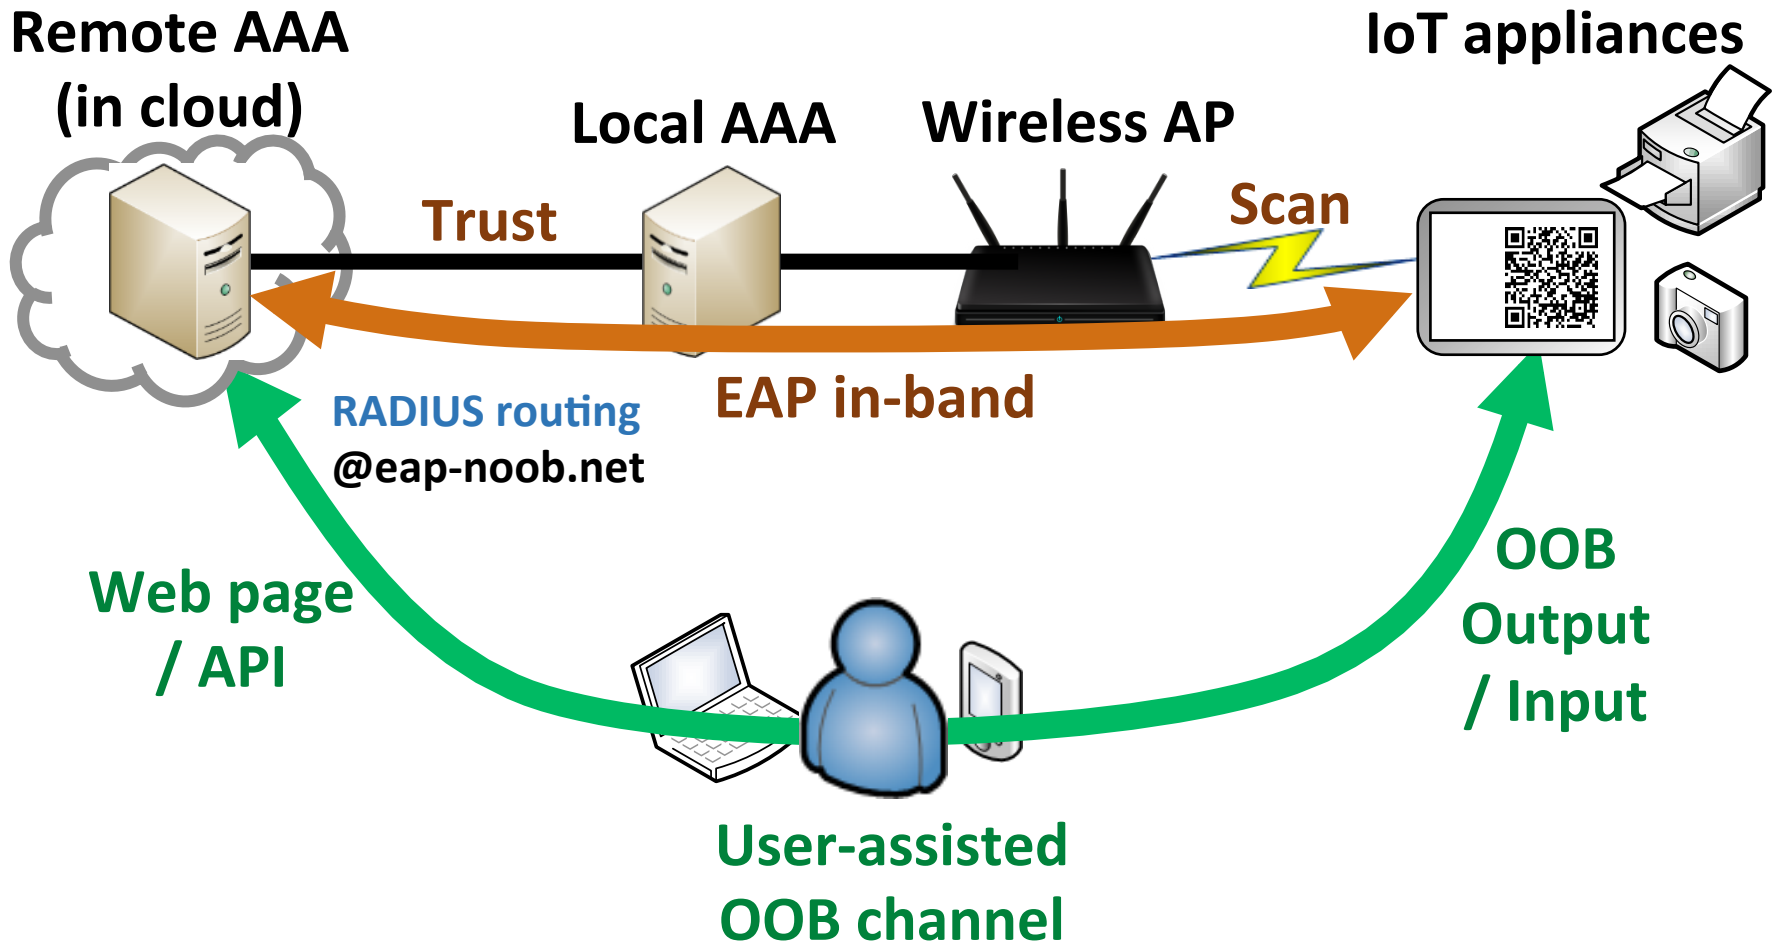 Remote AAA
(in cloud)
IoT appliances
Local AAA
Wireless AP
Trust
Scan
EAP in-band
RADIUS routing
@eap-noob.net
Web page
/ API
OOB
Output
/ Input
User-assisted
OOB channel